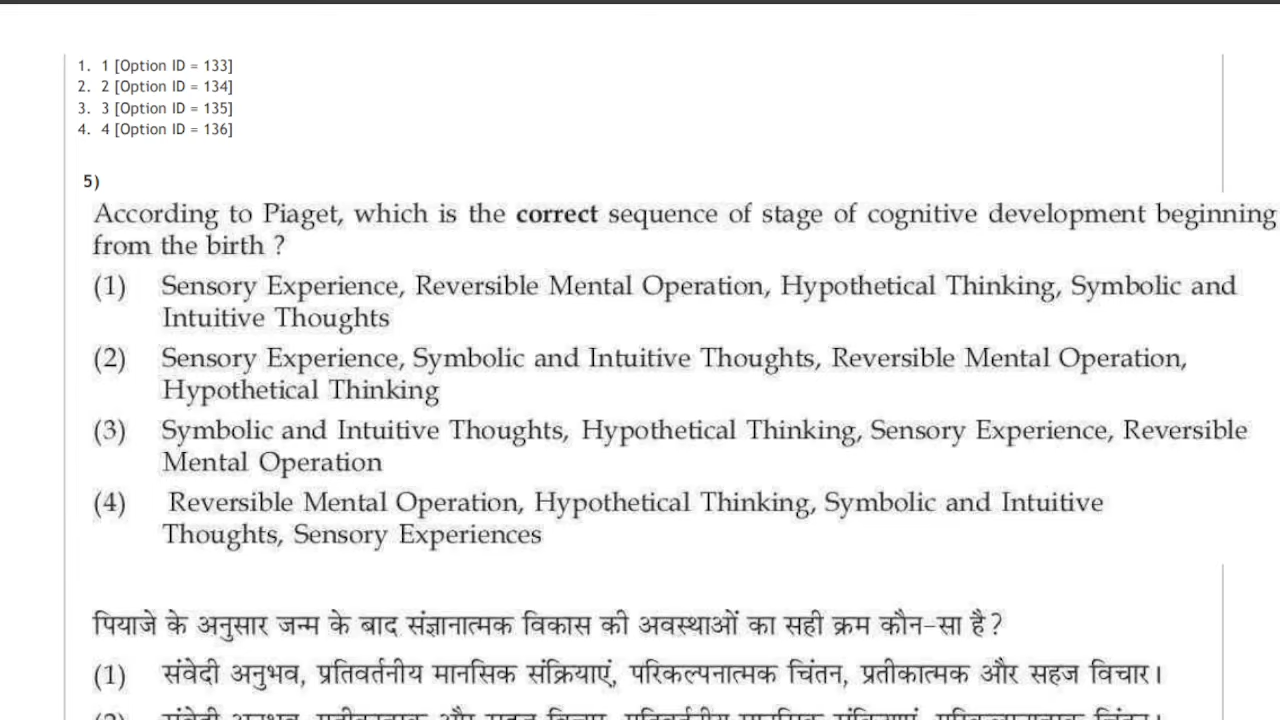 1. 1 [Option ID = 133]
2. 2 [Option ID = 134]
3. 3 [Option ID = 135]
4. 4 [Option ID = 136]
5)
According to Piaget, which is the correct sequence of stage of cognitive development beginning
from the birth ?
(1) Sensory Experience, Reversible Mental Operation, Hypothetical Thinking, Symbolic and
Intuitive Thoughts
(2) Sensory Experience, Symbolic and Intuitive Thoughts, Reversible Mental Operation,
Hypothetical Thinking
(3) Symbolic and Intuitive Thoughts, Hypothetical Thinking, Sensory Experience, Reversible
Mental Operation
(4) Reversible Mental Operation, Hypothetical Thinking, Symbolic and Intuitive
Thoughts, Sensory Experiences
पियाजे के अनुसार जन्म के बाद संज्ञानात्मक विकास की अवस्थाओं का सही क्रम कौन-सा है?
(1) संवेदी अनुभव, प्रतिवर्तनीय मानसिक संक्रियाएं, परिकल्पनात्मक चिंतन, प्रतीकात्मक और सहज विचार।